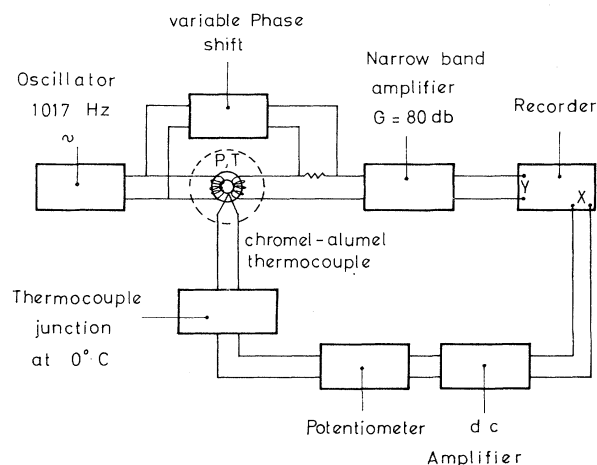 variable Phase
shift
Oscillator
1017 Hz
~
Narrow band
amplifier
G = 80 db
Recorder
P,T
Y
X
chromel-alumel
thermocouple
Thermocouple
junction
at 0° C
Potentiometer
d c
Amplifier